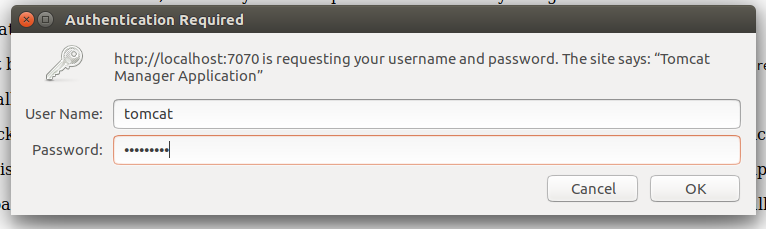 Authentication Required
http://localhost:7070 is requesting your username and password. The site says: “Tomcat
Manager Application”
User Name: tomcat
Password: •••••••••
Cancel OK